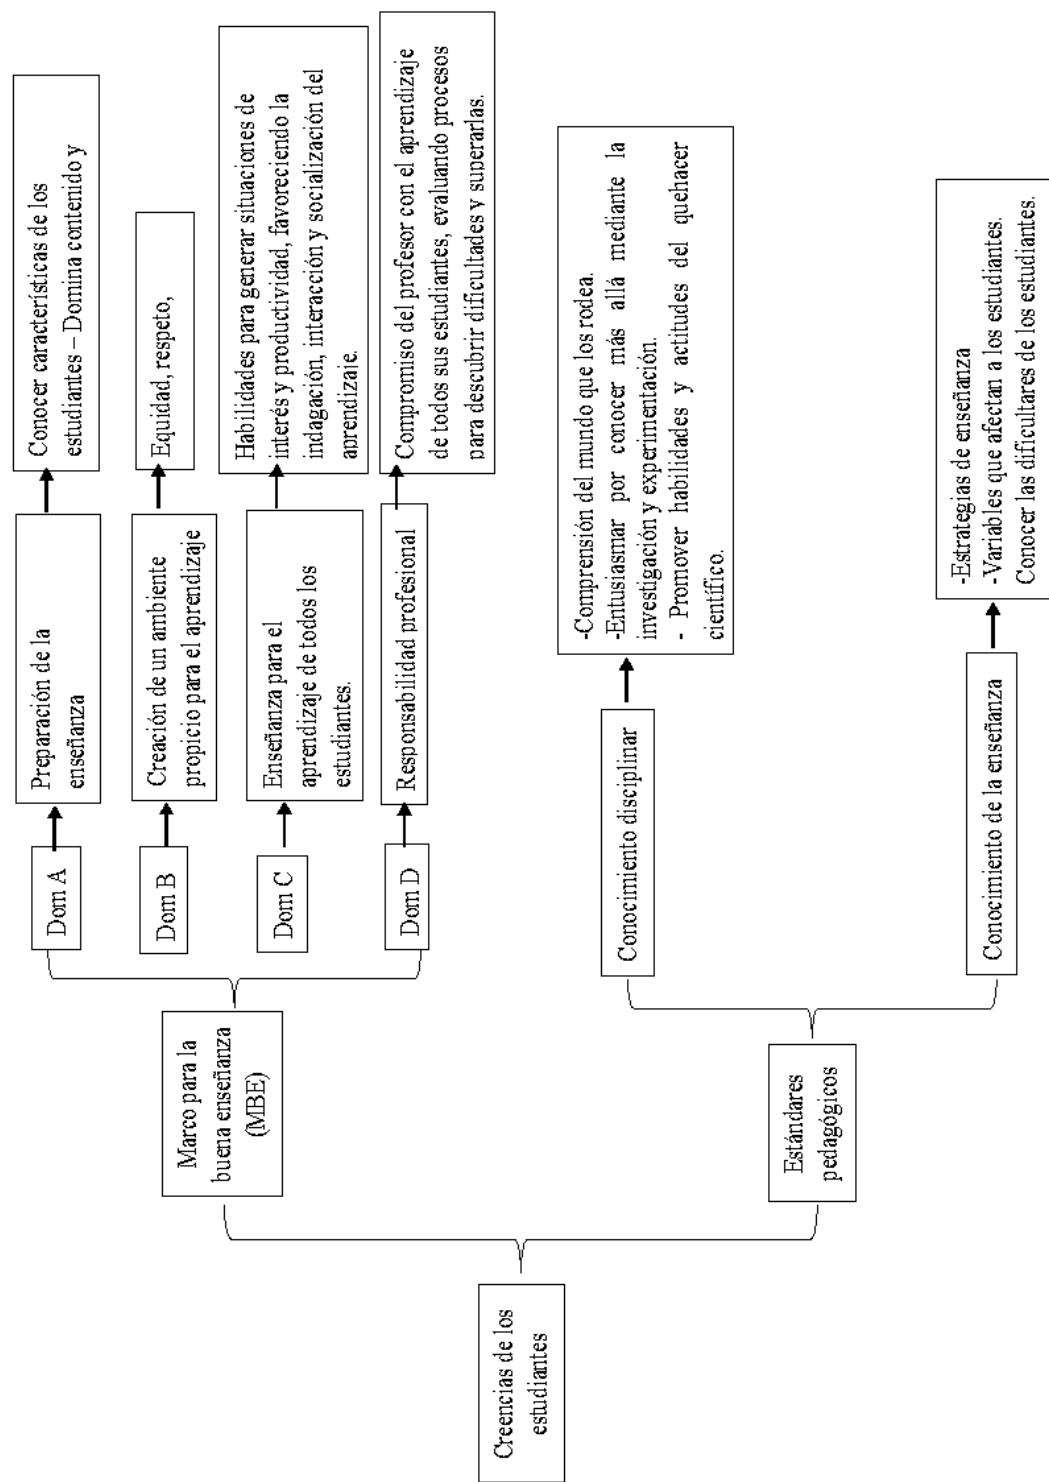 Creencias de los
estudiantes
Marco para la
buena enseñanza
(MBE)
Dom A
Preparación de la
enseñanza
Conocer características de los
estudiantes – Domina contenido y
Dom B
Creación de un ambiente
propicio para el aprendizaje
Equidad, respeto,
Dom C
Enseñanza para el
aprendizaje de todos los
estudiantes.
Habilidades para generar situaciones de
interés y productividad, favoreciendo la
indagación, interacción y socialización del
aprendizaje.
Dom D
Responsabilidad profesional
Compromiso del profesor con el aprendizaje
de todos sus estudiantes, evaluando procesos
para descubrir dificultades y superarlas.
Estándares
pedagógicos
Conocimiento disciplinar
-Comprensión del mundo que los rodea.
-Entusiasmar por conocer más allá mediante la
investigación y experimentación.
- Promover habilidades y actitudes del quehacer
científico.
Conocimiento de la enseñanza
-Estrategias de enseñanza
-Variables que afectan a los estudiantes.
Conocer las dificultares de los estudiantes.